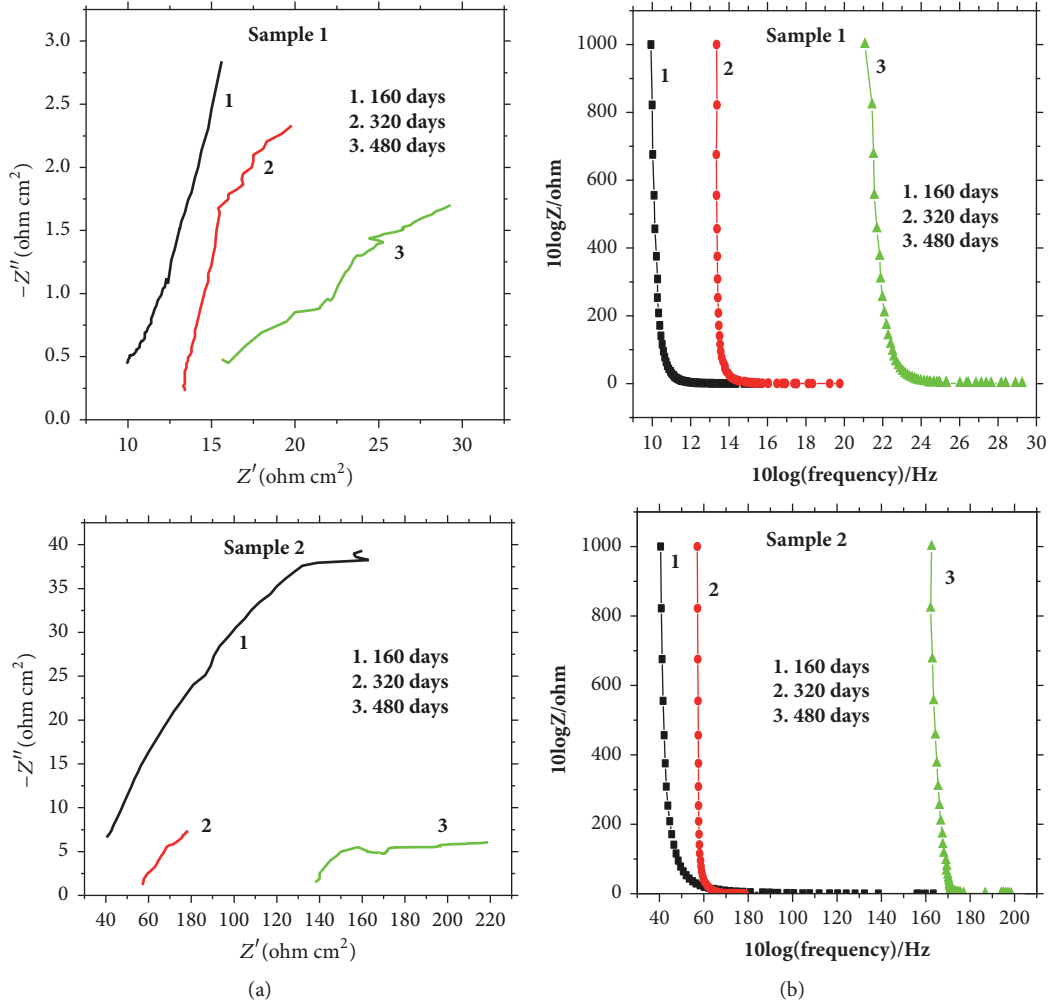 Sample 1
1
2
3
1. 160 days
2. 320 days
3. 480 days
3.0
2.5
2.0
1.5
1.0
0.5
0.0
−Z″ (ohm cm²)
10 15 20 25 30
Z′ (ohm cm²)
Sample 1
1
2
3
1. 160 days
2. 320 days
3. 480 days
1000
800
600
400
200
0
10logZ/ohm
10 12 14 16 18 20 22 24 26 28 30
10log(frequency)/Hz
Sample 2
1
2
3
1. 160 days
2. 320 days
3. 480 days
40
35
30
25
20
15
10
5
0
−Z″ (ohm cm²)
40 60 80 100 120 140 160 180 200 220
Z′ (ohm cm²)
(a)
Sample 2
1
2
3
1. 160 days
2. 320 days
3. 480 days
1000
800
600
400
200
0
10logZ/ohm
40 60 80 100 120 140 160 180 200
10log(frequency)/Hz
(b)